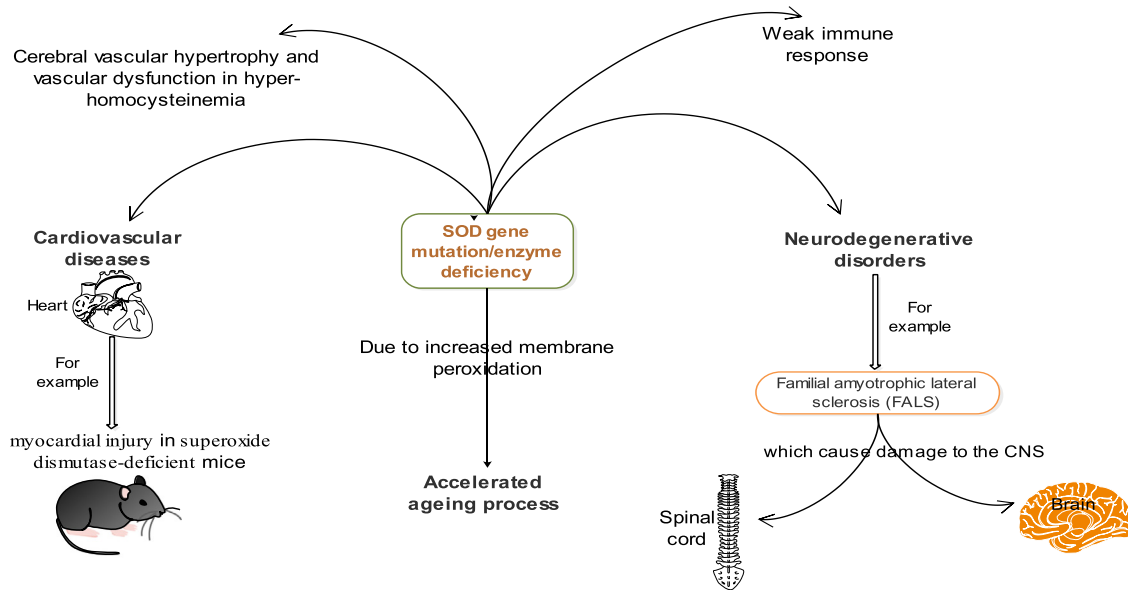 Cerebral vascular hypertrophy and
vascular dysfunction in hyper-
homocysteinemia
Weak immune
response
Cardiovascular
diseases
SOD gene
mutation/enzyme
deficiency
Neurodegenerative
disorders
Heart
For
example
For
example
Due to increased membrane
peroxidation
Familial amyotrophic lateral
sclerosis (FALS)
myocardial injury in superoxide
dismutase-deficient mice
which cause damage to the CNS
Accelerated
ageing process
Spinal
cord
Brain